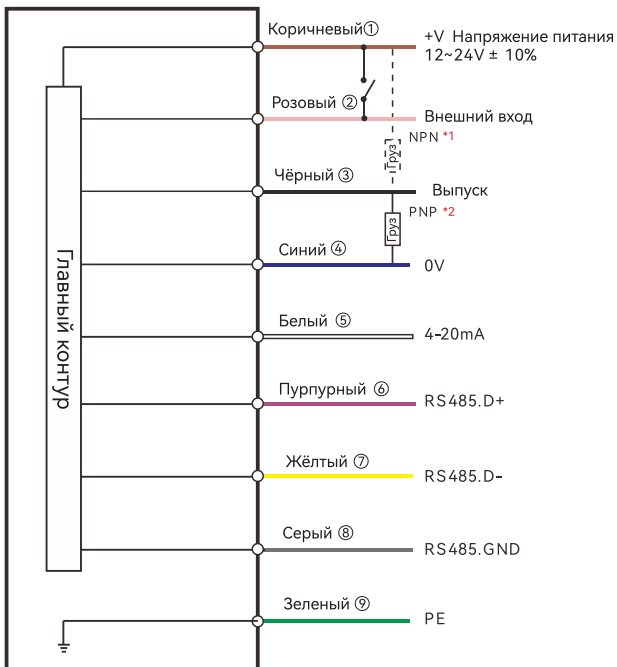 Коричневый①
+V Напряжение питания
12~24V ± 10%
Розовый ②
Внешний вход
NPN *1
Груз
Чёрный ③
Выпуск
PNP *2
Груз
Синий ④
0V
Главный контур
Белый ⑤
4-20mA
Пурпурный ⑥
RS485.D+
Жёлтый ⑦
RS485.D-
Серый ⑧
RS485.GND
Зеленый ⑨
PE